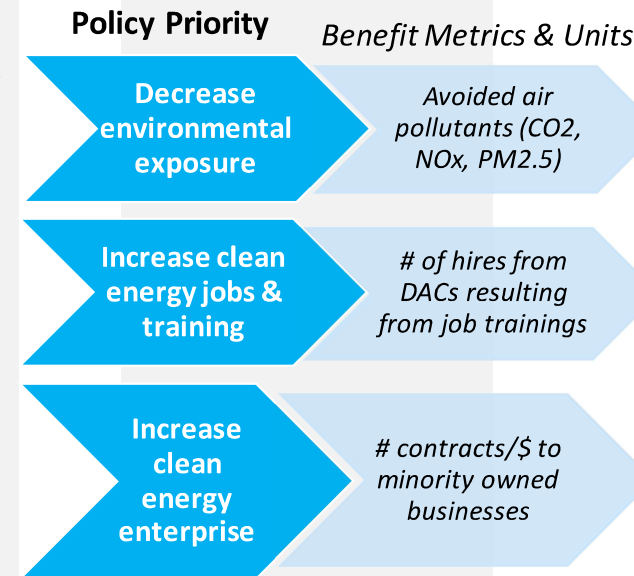 Policy Priority
Benefit Metrics & Units
Decrease
environmental
exposure
Avoided air
pollutants (CO2,
NOx, PM2.5)
Increase clean
energy jobs &
training
# of hires from
DACs resulting
from job trainings
Increase
clean
energy
enterprise
# contracts/$ to
minority owned
businesses